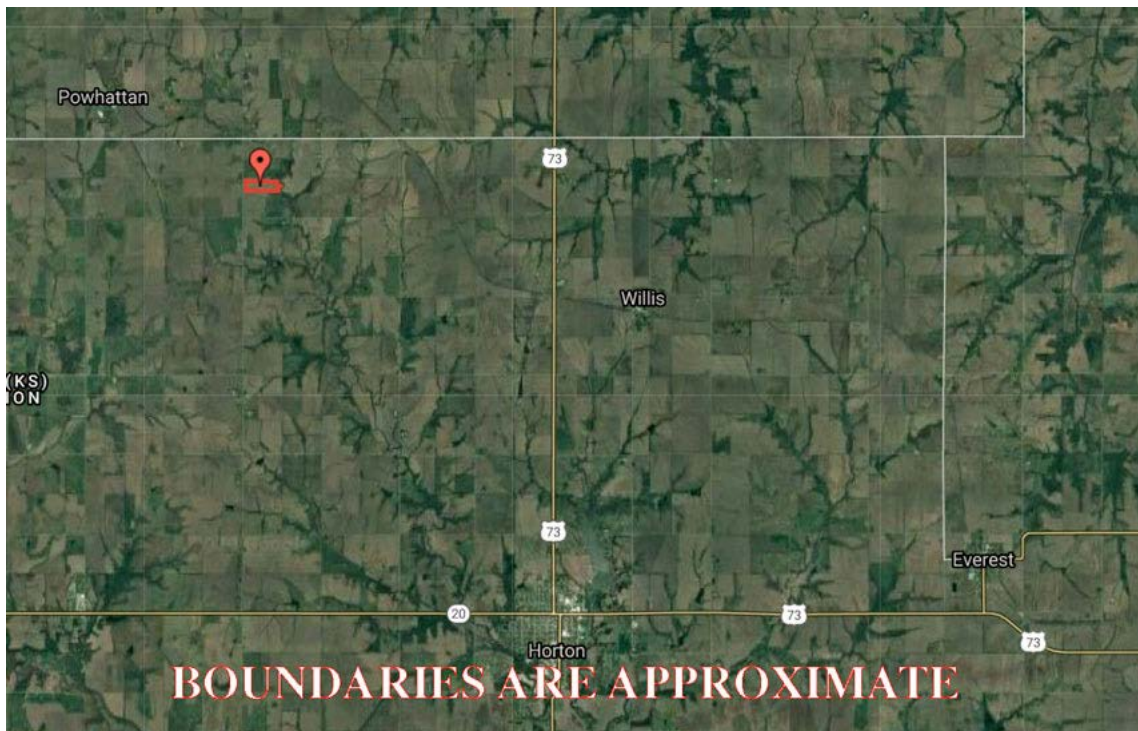 Powhattan
73
Willis
(KS)
ION
73
Everest
20
73
73
Horton
BOUNDARIES ARE APPROXIMATE